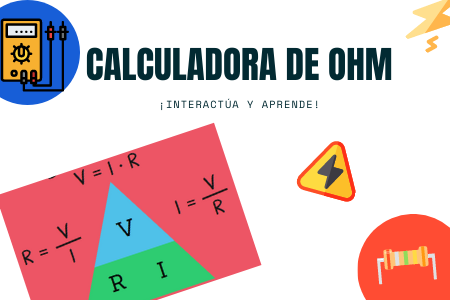 CALCULADORA DE OHM
¡INTERACTÚA Y APRENDE!
V = I · R
R = V/I
I = V/R
V
R I